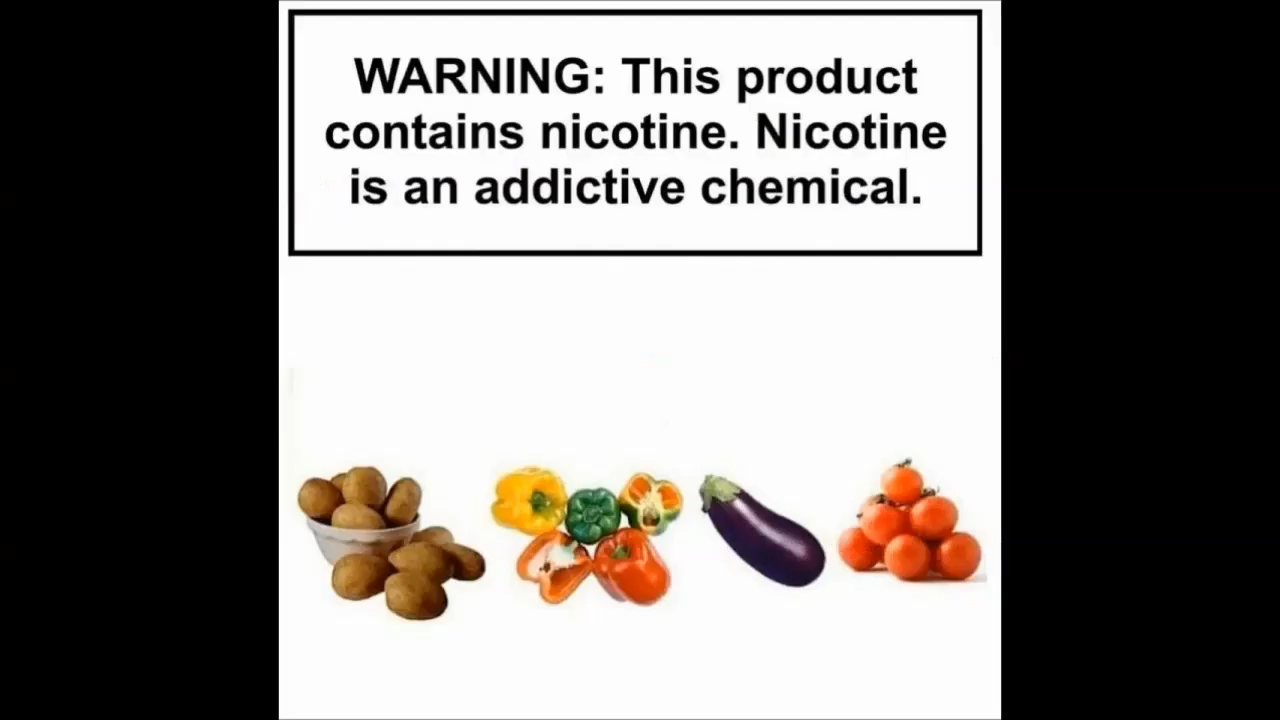 WARNING: This product
contains nicotine. Nicotine
is an addictive chemical.